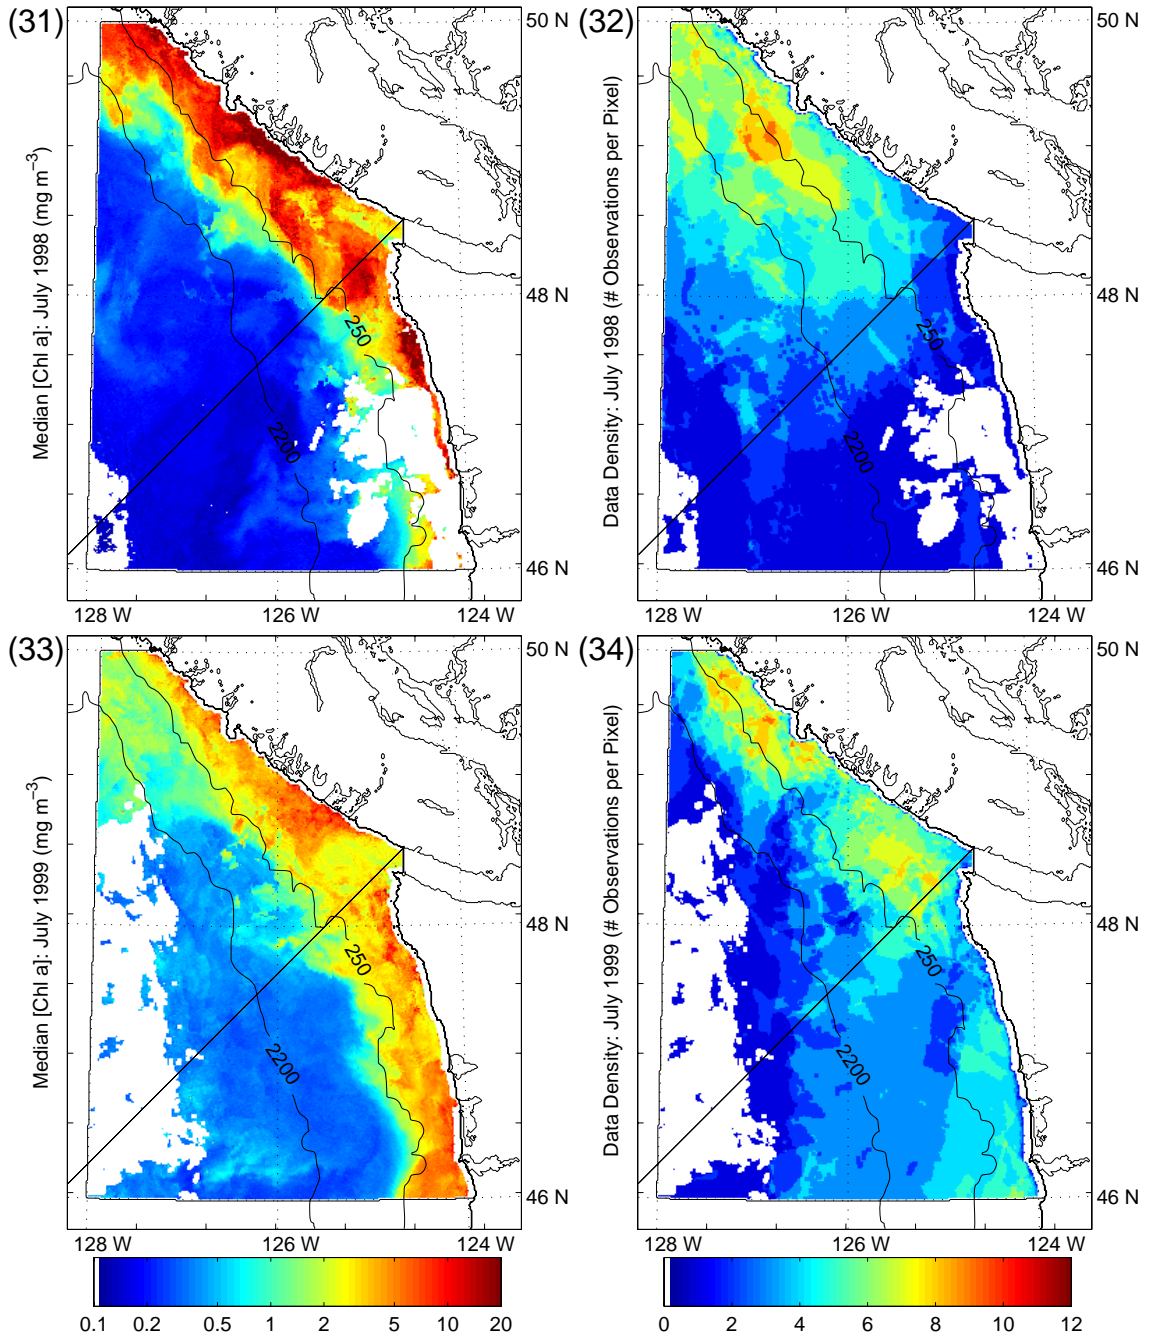 (31)
Median [Chl a]: July 1998 (mg m⁻³)
250
2200
50 N
48 N
46 N
128 W
126 W
124 W
(32)
Data Density: July 1998 (# Observations per Pixel)
250
2200
50 N
48 N
46 N
128 W
126 W
124 W
(33)
Median [Chl a]: July 1999 (mg m⁻³)
250
2200
50 N
48 N
46 N
128 W
126 W
124 W
(34)
Data Density: July 1999 (# Observations per Pixel)
250
2200
50 N
48 N
46 N
128 W
126 W
124 W
0.1 0.2 0.5 1 2 5 10 20
0 2 4 6 8 10 12